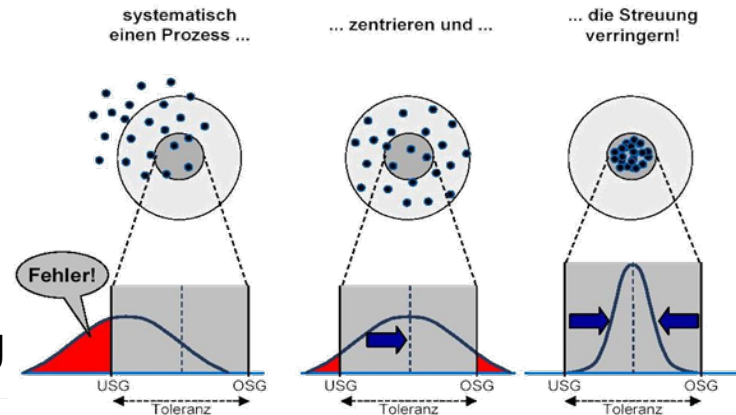 systematisch
einen Prozess ...
... zentrieren und ...
... die Streuung
verringern!
Fehler!
USG
OSG
Toleranz
USG
OSG
Toleranz
USG
OSG
Toleranz